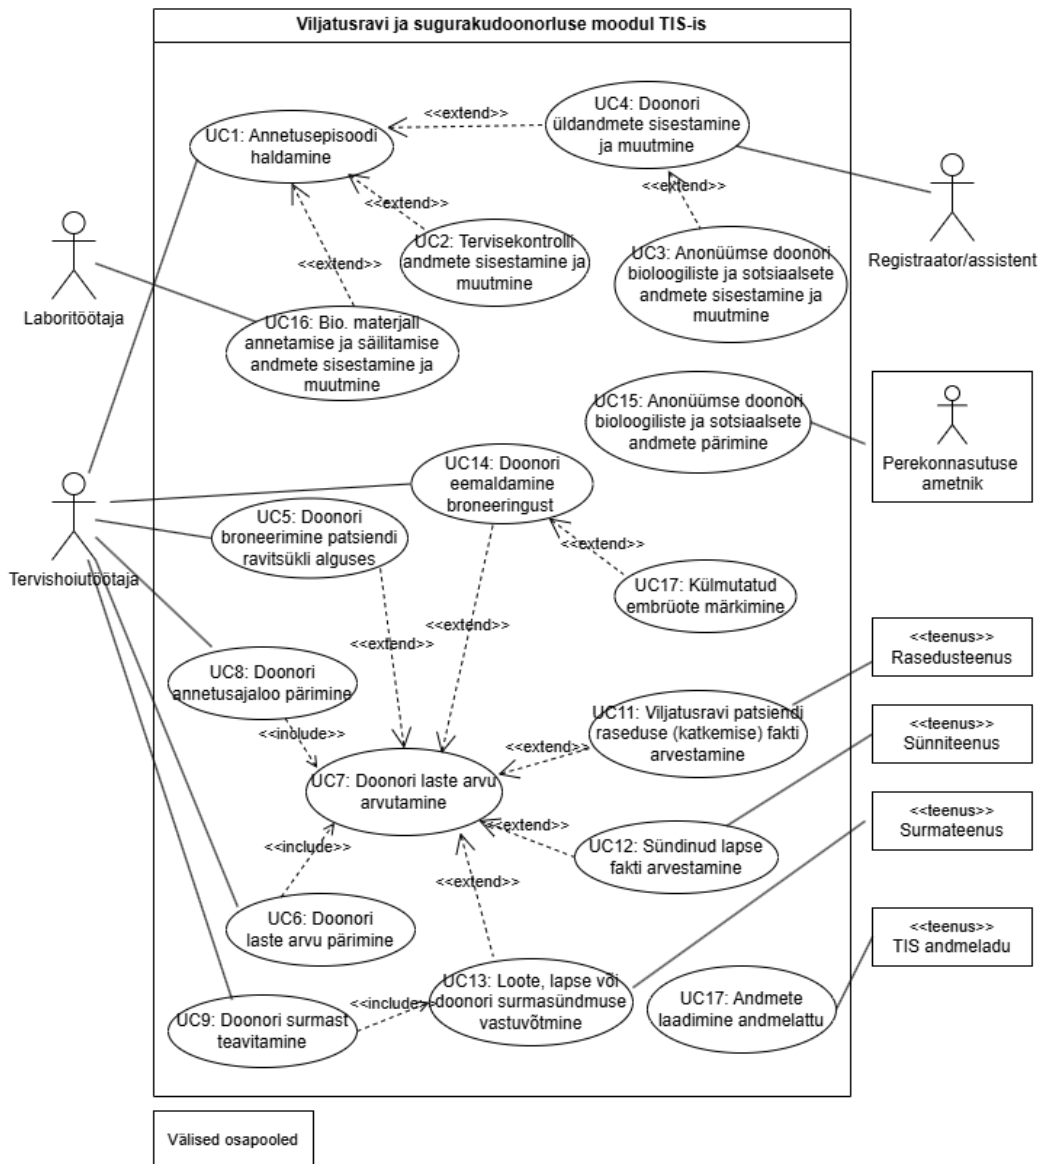 Viljatusravi ja sugurakudoonorluse moodul TIS-is
UC4: Doonori
üldandmete sisestamine
ja muutmine
<<extend>>
UC1: Annetusepisoodi
haldamine
<<extend>>
<<extend>>
UC2: Tervisekontrolli
andmete sisestamine ja
muutmine
UC3: Anonüümse doonori
bioloogiliste ja sotsiaalsete
andmete sisestamine ja
muutmine
Registraator/assistent
<<extend>>
Laboritöötaja
UC16: Bio. materjali
annetamise ja säilitamise
andmete sisestamine ja
muutmine
UC15: Anonüümse doonori
bioloogiliste ja sotsiaalsete
andmete pärimine
Perekonnasutuse
ametnik
UC14: Doonori
eemaldamine
broneeringust
UC5: Doonori
broneerimine patsiendi
ravitsükli alguses
Tervishoiutöötaja
<<extend>>
UC17: Külmutatud
embrüote märkimine
<<extend>>
<<extend>>
<<teenus>>
Rasedusteenus
UC8: Doonori
annetusajaloo pärimine
<<include>>
UC11: Viljatusravi patsiendi
raseduse (katkemise) fakti
arvestamine
<<teenus>>
Sünniteenus
<<extend>>
UC7: Doonori laste arvu
arvutamine
<<teenus>>
Surmateenus
<<extend>>
UC12: Sündinud lapse
fakti arvestamine
<<include>>
<<extend>>
UC6: Doonori
laste arvu pärimine
<<teenus>>
TIS andmeladu
UC13: Loote, lapse või
doonori surmasündmuse
vastuvõtmine
<<include>>
UC17: Andmete
laadimine andmelattu
UC9: Doonori surmast
teavitamine
Välised osapooled